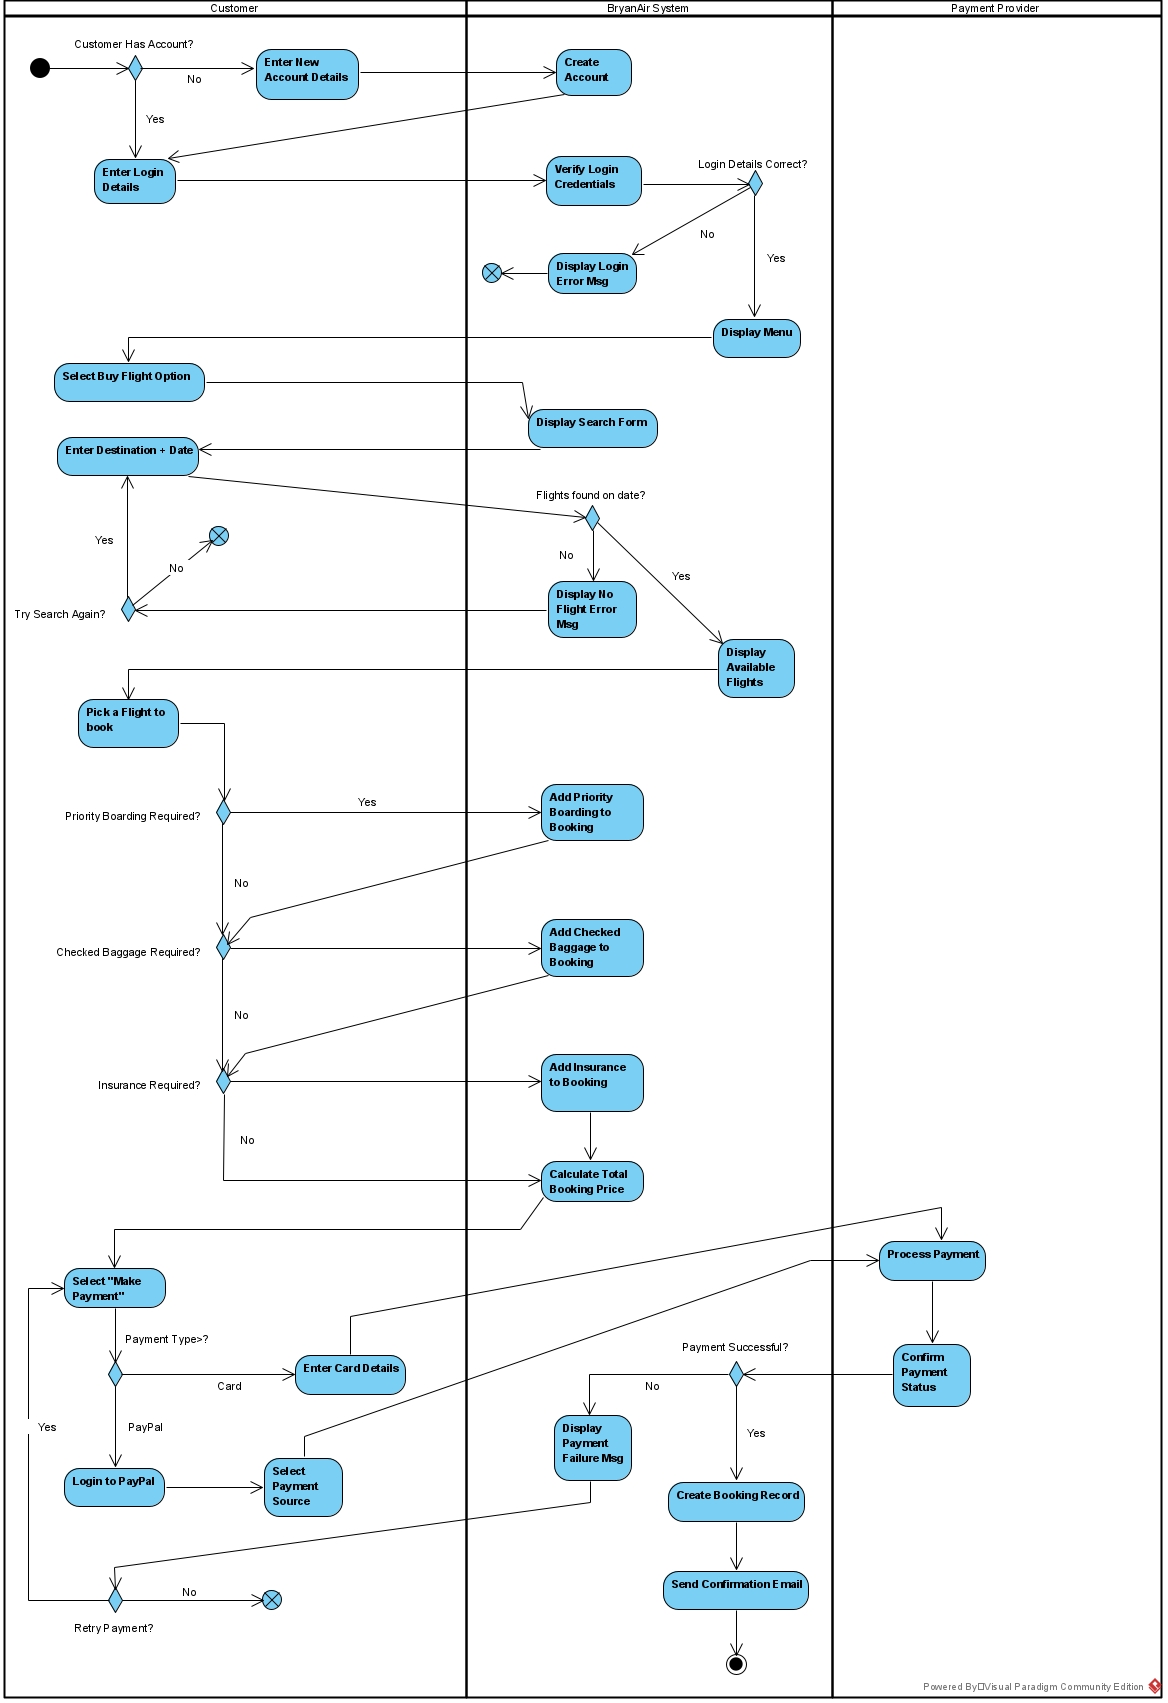 Customer
BryanAir System
Payment Provider
Customer Has Account?
No
Enter New
Account Details
Create
Account
Yes
Enter Login
Details
Verify Login
Credentials
Login Details Correct?
No
Yes
Display Login
Error Msg
Display Menu
Select Buy Flight Option
Display Search Form
Enter Destination + Date
Flights found on date?
Yes
No
No
Yes
Try Search Again?
Display No
Flight Error
Msg
Display
Available
Flights
Pick a Flight to
book
Priority Boarding Required?
Yes
Add Priority
Boarding to
Booking
No
Checked Baggage Required?
Add Checked
Baggage to
Booking
No
Insurance Required?
Add Insurance
to Booking
No
Calculate Total
Booking Price
Process Payment
Select "Make
Payment"
Payment Type>?
Payment Successful?
Enter Card Details
Card
No
Confirm
Payment
Status
Yes
PayPal
Display
Payment
Failure Msg
Yes
Login to PayPal
Select
Payment
Source
Create Booking Record
No
Send Confirmation Email
Retry Payment?
Powered By Visual Paradigm Community Edition